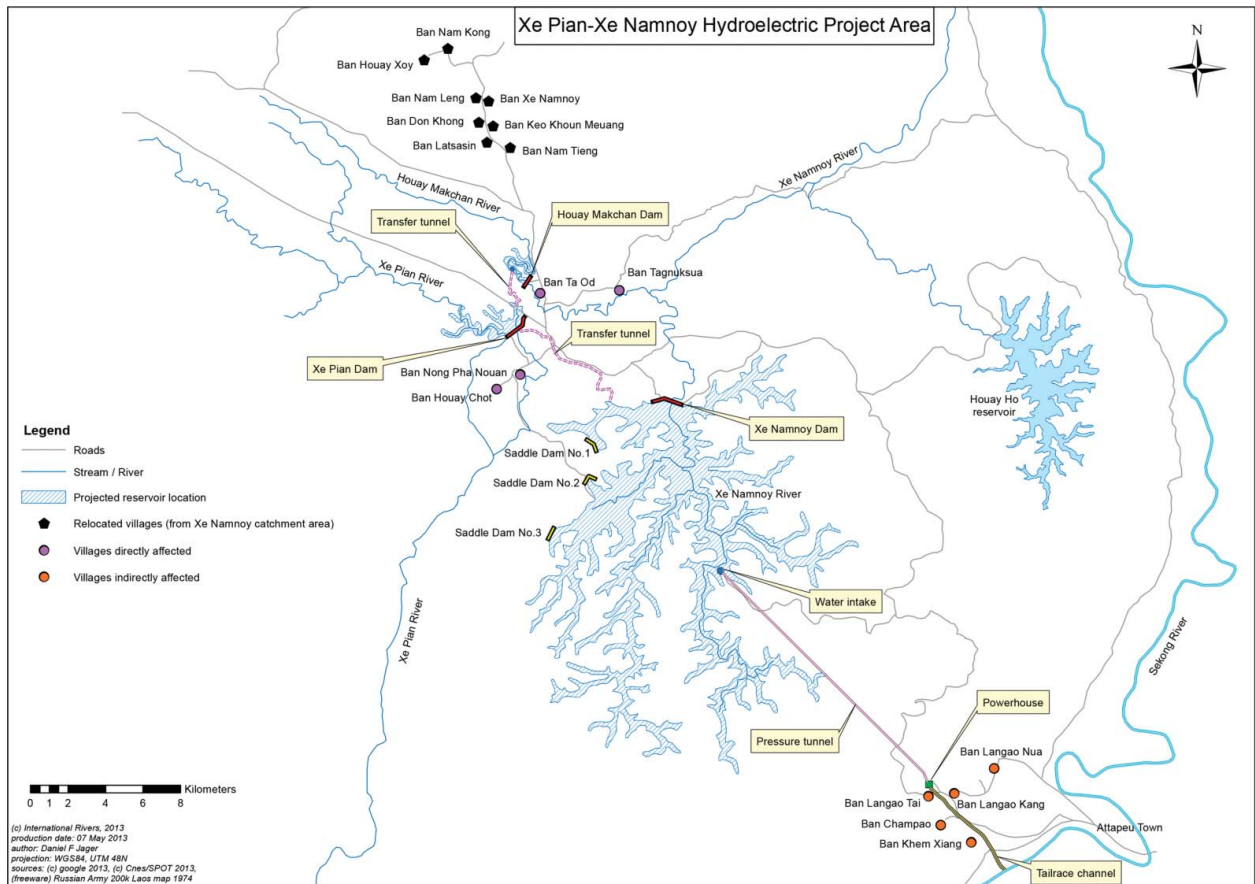 Xe Pian-Xe Namnoy Hydroelectric Project Area
N
Ban Nam Kong
Ban Houay Xoy
Ban Nam Leng
Ban Xe Namnoy
Ban Don Khong
Ban Keo Khoun Meuang
Ban Latsasin
Ban Nam Tieng
Xe Namnoy River
Houay Makchan River
Transfer tunnel
Houay Makchan Dam
Xe Pian River
Ban Ta Od
Ban Tagnuksua
Transfer tunnel
Xe Pian Dam
Ban Nong Pha Nouan
Ban Houay Chot
Houay Ho
reservoir
Xe Namnoy Dam
Saddle Dam No.1
Saddle Dam No.2
Xe Namnoy River
Saddle Dam No.3
Water intake
Xe Pian River
Sekong River
Powerhouse
Pressure tunnel
Ban Langao Nua
Ban Langao Tai
Ban Langao Kang
Ban Champao
Attapeu Town
Ban Khem Xiang
Tailrace channel
Legend
Roads
Stream / River
Projected reservoir location
Relocated villages (from Xe Namnoy catchment area)
Villages directly affected
Villages indirectly affected
Kilometers
0 1 2 4 6 8
(c) International Rivers, 2013
production date: 07 May 2013
author: Daniel F Jager
projection: WGS84, UTM 48N
sources: (c) google 2013, (c) Cnes/SPOT 2013,
(freeware) Russian Army 200k Laos map 1974